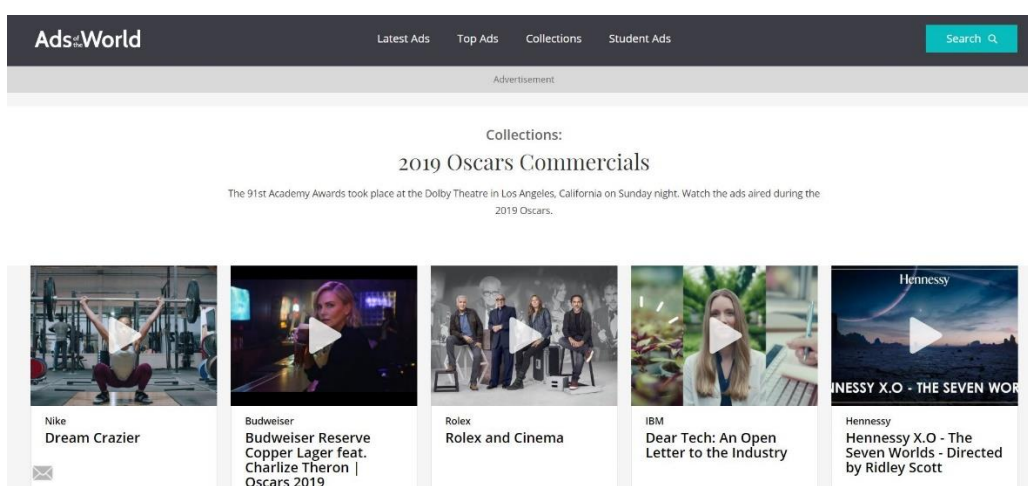 Ads of the World
Latest Ads
Top Ads
Collections
Student Ads
Search
Advertisement
Collections:
2019 Oscars Commercials
The 91st Academy Awards took place at the Dolby Theatre in Los Angeles, California on Sunday night. Watch the ads aired during the
2019 Oscars.
Hennessy
NNESSY X.O - THE SEVEN WOR
Nike
Dream Crazier
Budweiser
Budweiser Reserve
Copper Lager feat.
Charlize Theron |
Oscars 2019
Rolex
Rolex and Cinema
IBM
Dear Tech: An Open
Letter to the Industry
Hennessy
Hennessy X.O - The
Seven Worlds - Directed
by Ridley Scott